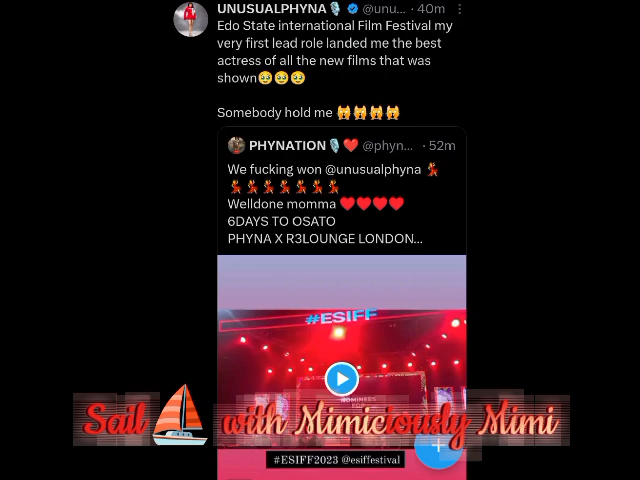 UNUSUALPHYNA @unu... · 40m
Edo State international Film Festival my
very first lead role landed me the best
actress of all the new films that was
shown🥹🥹🥹
Somebody hold me 🙀🙀🙀🙀
PHYNATION🎙️❤️ @phyn... · 52m
We fucking won @unusualphyna 💃
💃💃💃💃💃💃💃
Welldone momma ❤️❤️❤️❤️
6DAYS TO OSATO
PHYNA X R3LOUNGE LONDON...
#ESIFF
NOMINEES
FOR
Sail with Mimiciously Mimi
#ESIFF2023 @esiffestival